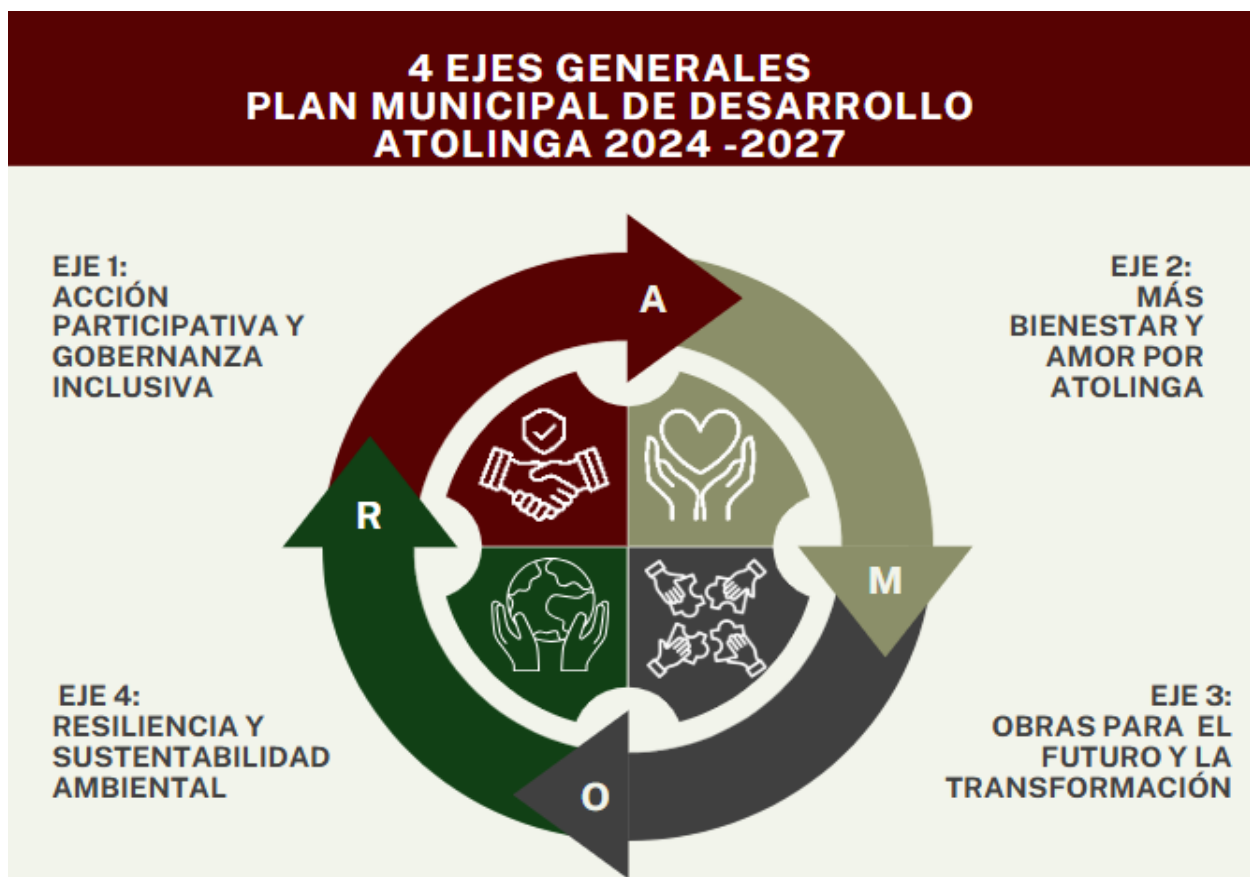 4 EJES GENERALES
PLAN MUNICIPAL DE DESARROLLO
ATOLINGA 2024 -2027
EJE 1:
ACCIÓN
PARTICIPATIVA Y
GOBERNANZA
INCLUSIVA
EJE 2:
MÁS
BIENESTAR Y
AMOR POR
ATOLINGA
A
R
M
O
EJE 4:
RESILIENCIA Y
SUSTENTABILIDAD
AMBIENTAL
EJE 3:
OBRAS PARA EL
FUTURO Y LA
TRANSFORMACIÓN